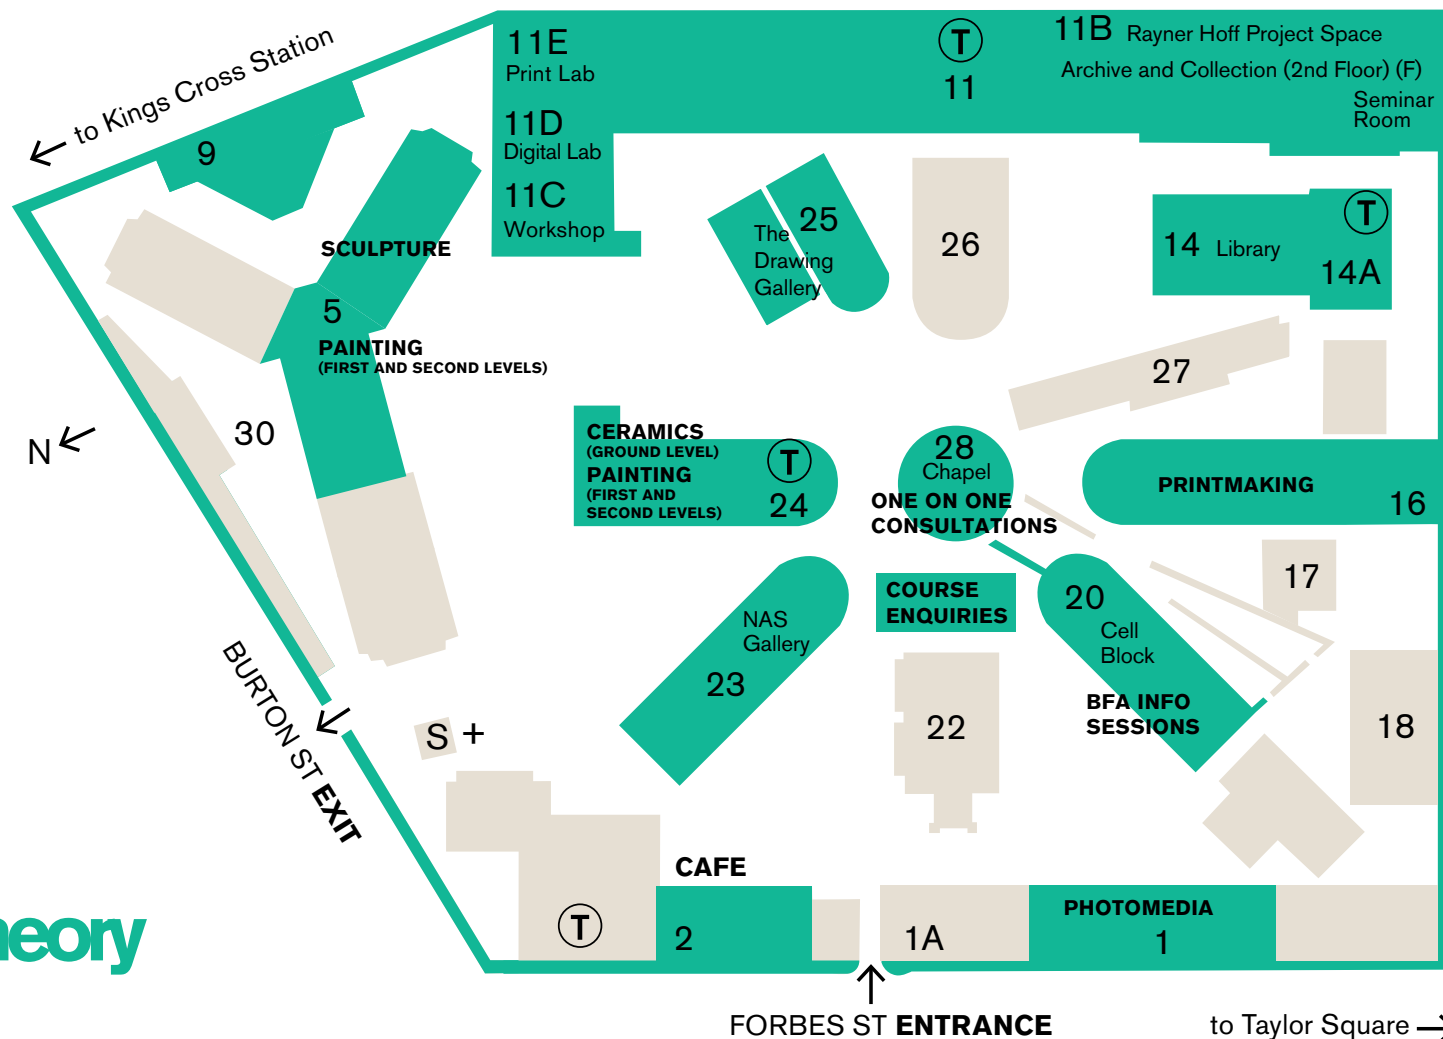 to Kings Cross Station
11E
Print Lab
11D
Digital Lab
11C
Workshop
T
11
11B Rayner Hoff Project Space
Archive and Collection (2nd Floor) (F)
Seminar
Room
9
SCULPTURE
5
PAINTING
(FIRST AND SECOND LEVELS)
The
Drawing
Gallery
25
26
14 Library
T
14A
27
N
30
CERAMICS
(GROUND LEVEL)
PAINTING
(FIRST AND
SECOND LEVELS)
T
24
28
Chapel
ONE ON ONE
CONSULTATIONS
PRINTMAKING
16
COURSE
ENQUIRIES
20
Cell
Block
17
NAS
Gallery
23
BFA INFO
SESSIONS
22
18
BURTON ST EXIT
S +
CAFE
T
2
1A
PHOTOMEDIA
1
eory
FORBES ST ENTRANCE
to Taylor Square